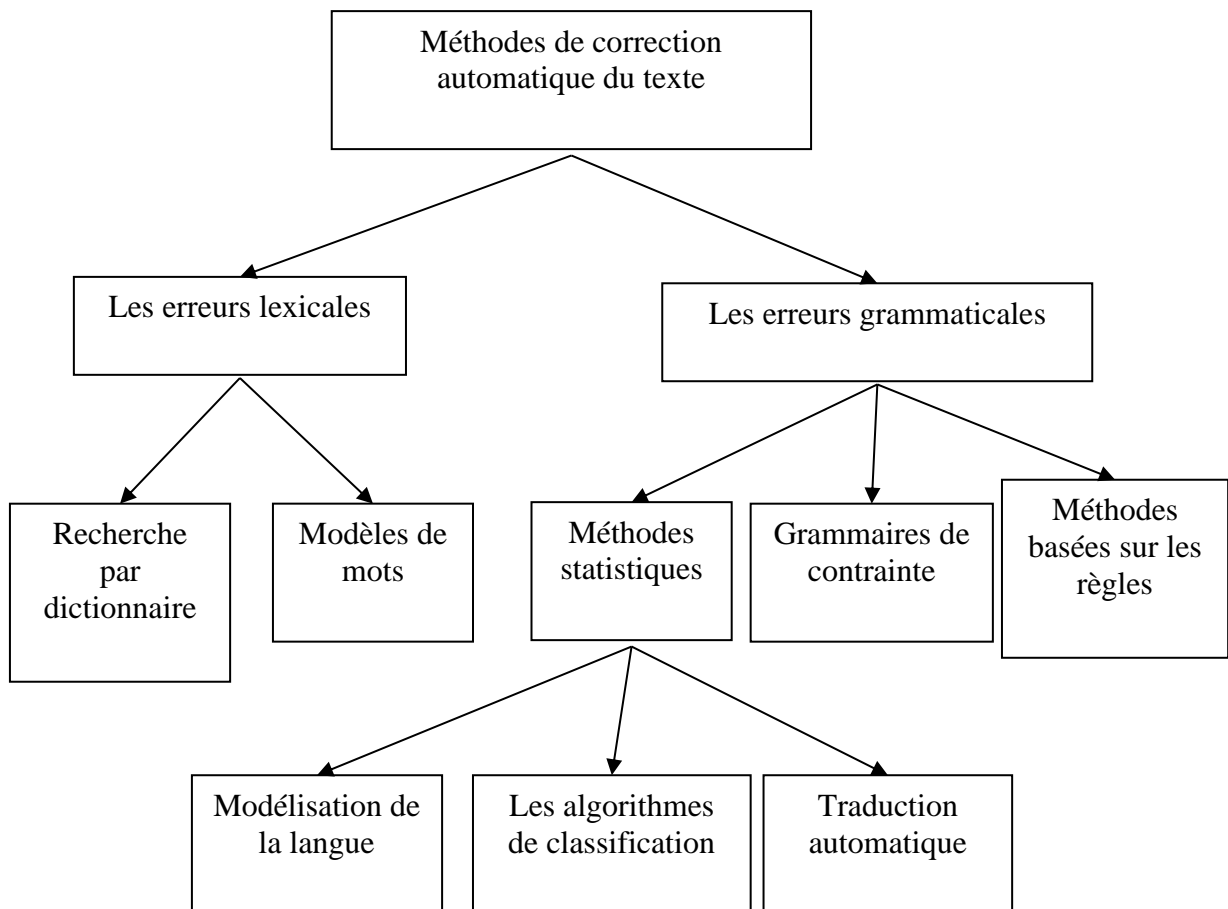 Méthodes de correction
automatique du texte
Les erreurs lexicales
Les erreurs grammaticales
Recherche
par
dictionnaire
Modèles de
mots
Méthodes
statistiques
Grammaires de
contrainte
Méthodes
basées sur les
règles
Modélisation de
la langue
Les algorithmes
de classification
Traduction
automatique